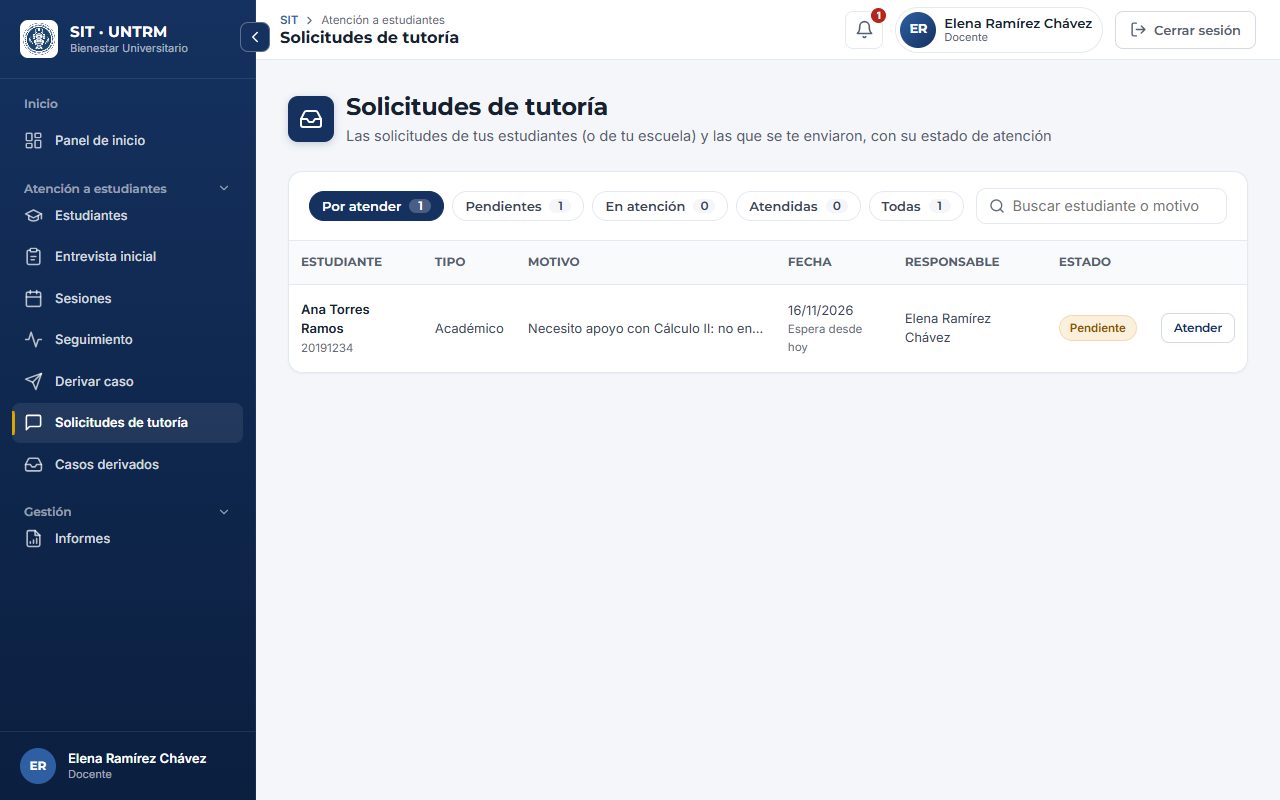 SIT · UNTRM
Bienestar Universitario
Inicio
Panel de inicio
Atención a estudiantes
Estudiantes
Entrevista inicial
Sesiones
Seguimiento
Derivar caso
Solicitudes de tutoría
Casos derivados
Gestión
Informes
ER
Elena Ramírez Chávez
Docente
SIT > Atención a estudiantes
Solicitudes de tutoría
1
ER
Elena Ramírez Chávez
Docente
Cerrar sesión
Solicitudes de tutoría
Las solicitudes de tus estudiantes (o de tu escuela) y las que se te enviaron, con su estado de atención
Por atender 1
Pendientes 1
En atención 0
Atendidas 0
Todas 1
Buscar estudiante o motivo
ESTUDIANTE TIPO MOTIVO FECHA RESPONSABLE ESTADO
Ana Torres
Ramos
20191234
Académico
Necesito apoyo con Cálculo II: no en...
16/11/2026
Espera desde
hoy
Elena Ramírez
Chávez
Pendiente
Atender